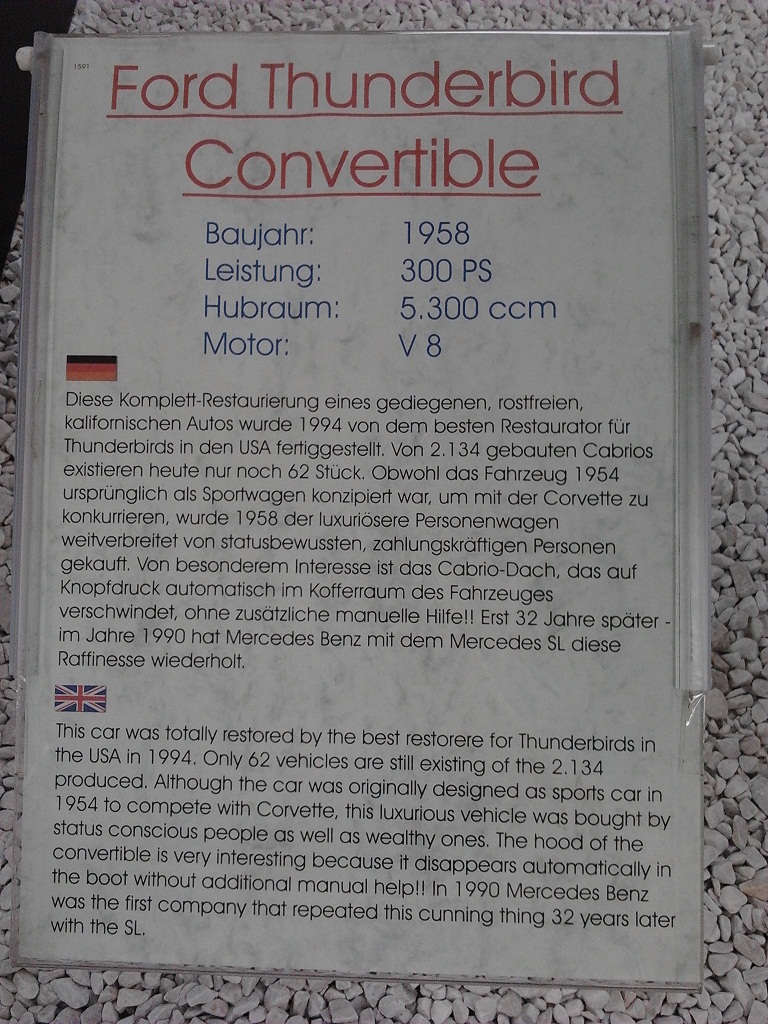 1591
Ford Thunderbird
Convertible
Baujahr: 1958
Leistung: 300 PS
Hubraum: 5.300 ccm
Motor: V 8
Diese Komplett-Restaurierung eines gediegenen, rostfreien,
kalifornischen Autos wurde 1994 von dem besten Restaurator für
Thunderbirds in den USA fertiggestellt. Von 2.134 gebauten Cabrios
existieren heute nur noch 62 Stück. Obwohl das Fahrzeug 1954
ursprünglich als Sportwagen konzipiert war, um mit der Corvette zu
konkurrieren, wurde 1958 der luxuriösere Personenwagen
weitverbreitet von statusbewussten, zahlungskräftigen Personen
gekauft. Von besonderem Interesse ist das Cabrio-Dach, das auf
Knopfdruck automatisch im Kofferraum des Fahrzeuges
verschwindet, ohne zusätzliche manuelle Hilfe!! Erst 32 Jahre später -
im Jahre 1990 hat Mercedes Benz mit dem Mercedes SL diese
Raffinesse wiederholt.
This car was totally restored by the best restorere for Thunderbirds in
the USA in 1994. Only 62 vehicles are still existing of the 2.134
produced. Although the car was originally designed as sports car in
1954 to compete with Corvette, this luxurious vehicle was bought by
status conscious people as well as wealthy ones. The hood of the
convertible is very interesting because it disappears automatically in
the boot without additional manual help!! In 1990 Mercedes Benz
was the first company that repeated this cunning thing 32 years later
with the SL.